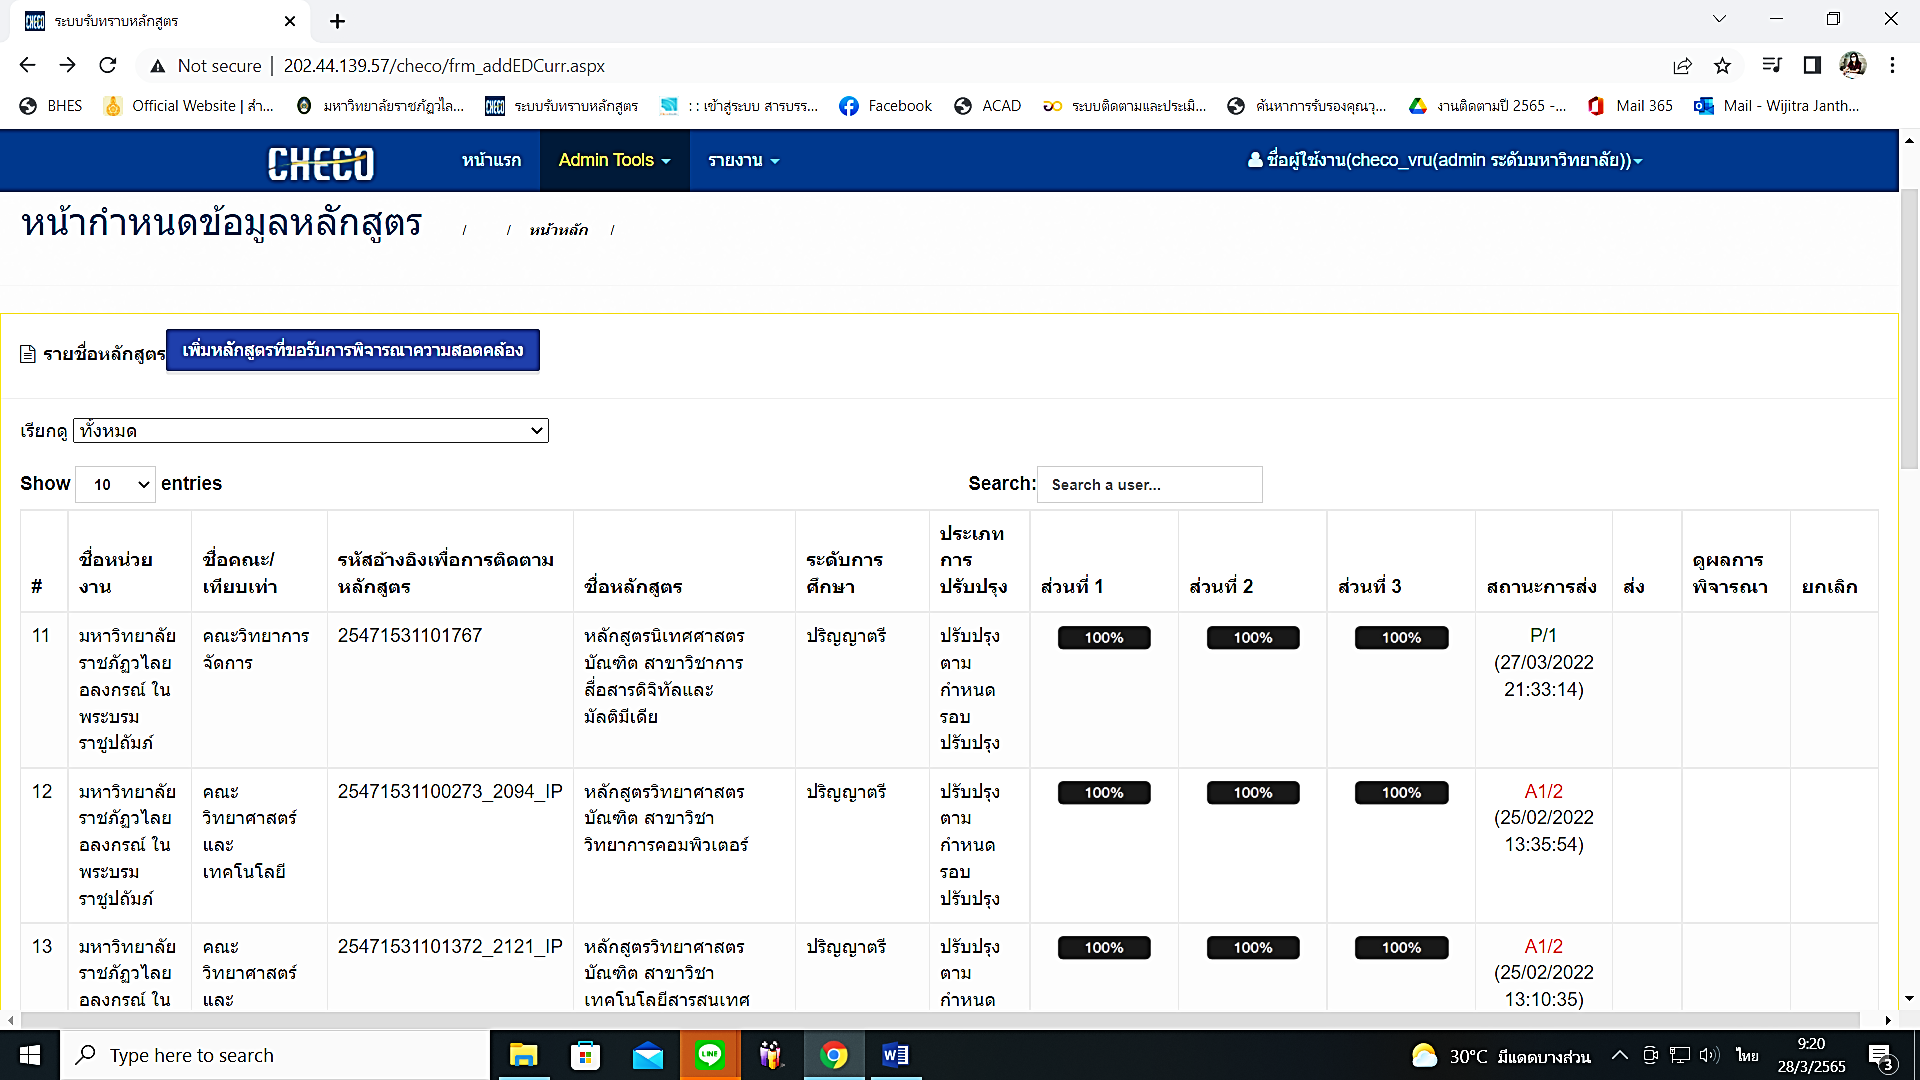 ระบบรับทราบหลักสูตร
Not secure | 202.44.139.57/checo/frm_addEDCurr.aspx
BHES Official Website | สำ... มหาวิทยาลัยราชภัฏวไล... ระบบรับทราบหลักสูตร : : เข้าสู่ระบบ สารบรร... Facebook ACAD ระบบติดตามและประเมิ... ค้นหาการรับรองคุณวุ... งานติดตามปี 2565 -... Mail 365 Mail - Wijitra Janth...
CHECO หน้าแรก Admin Tools รายงาน ชื่อผู้ใช้งาน(checo_vru(admin ระดับมหาวิทยาลัย))
หน้ากำหนดข้อมูลหลักสูตร / / หน้าหลัก /
รายชื่อหลักสูตร เพิ่มหลักสูตรที่ขอรับการพิจารณาความสอดคล้อง
เรียกดู ทั้งหมด
Show 10 entries Search: Search a user...
# ชื่อหน่วยงาน ชื่อคณะ/เทียบเท่า รหัสอ้างอิงเพื่อการติดตามหลักสูตร ชื่อหลักสูตร ระดับการศึกษา ประเภทการปรับปรุง ส่วนที่ 1 ส่วนที่ 2 ส่วนที่ 3 สถานะการส่ง ส่ง ดูผลการพิจารณา ยกเลิก
11 มหาวิทยาลัย คณะวิทยาการ 25471531101767 หลักสูตรนิเทศศาสตร ปริญญาตรี ปรับปรุง 100% 100% 100% P/1
ราชภัฏวไลย จัดการ บัณฑิต สาขาวิชาการ ตาม (27/03/2022
อลงกรณ์ ใน สื่อสารดิจิทัลและ กำหนด 21:33:14)
พระบรม มัลติมีเดีย รอบ
ราชูปถัมภ์ ปรับปรุง
12 มหาวิทยาลัย คณะ 25471531100273_2094_IP หลักสูตรวิทยาศาสตร ปริญญาตรี ปรับปรุง 100% 100% 100% A1/2
ราชภัฏวไลย วิทยาศาสตร์ บัณฑิต สาขาวิชา ตาม (25/02/2022
อลงกรณ์ ใน และ วิทยาการคอมพิวเตอร์ กำหนด 13:35:54)
พระบรม เทคโนโลยี รอบ
ราชูปถัมภ์ ปรับปรุง
13 มหาวิทยาลัย คณะ 25471531101372_2121_IP หลักสูตรวิทยาศาสตร ปริญญาตรี ปรับปรุง 100% 100% 100% A1/2
ราชภัฏวไลย วิทยาศาสตร์ บัณฑิต สาขาวิชา ตาม (25/02/2022
อลงกรณ์ ใน และ เทคโนโลยีสารสนเทศ กำหนด 13:10:35)
Type here to search LINE 30°C มีแดดบางส่วน ไทย 9:20
28/3/2565 3